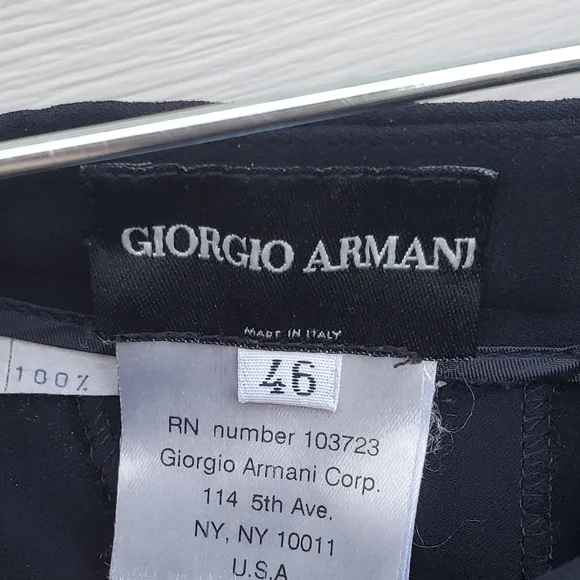 GIORGIO ARMANI
MADE IN ITALY
46
100%
RN number 103723
Giorgio Armani Corp.
114 5th Ave.
NY, NY 10011
U.S.A